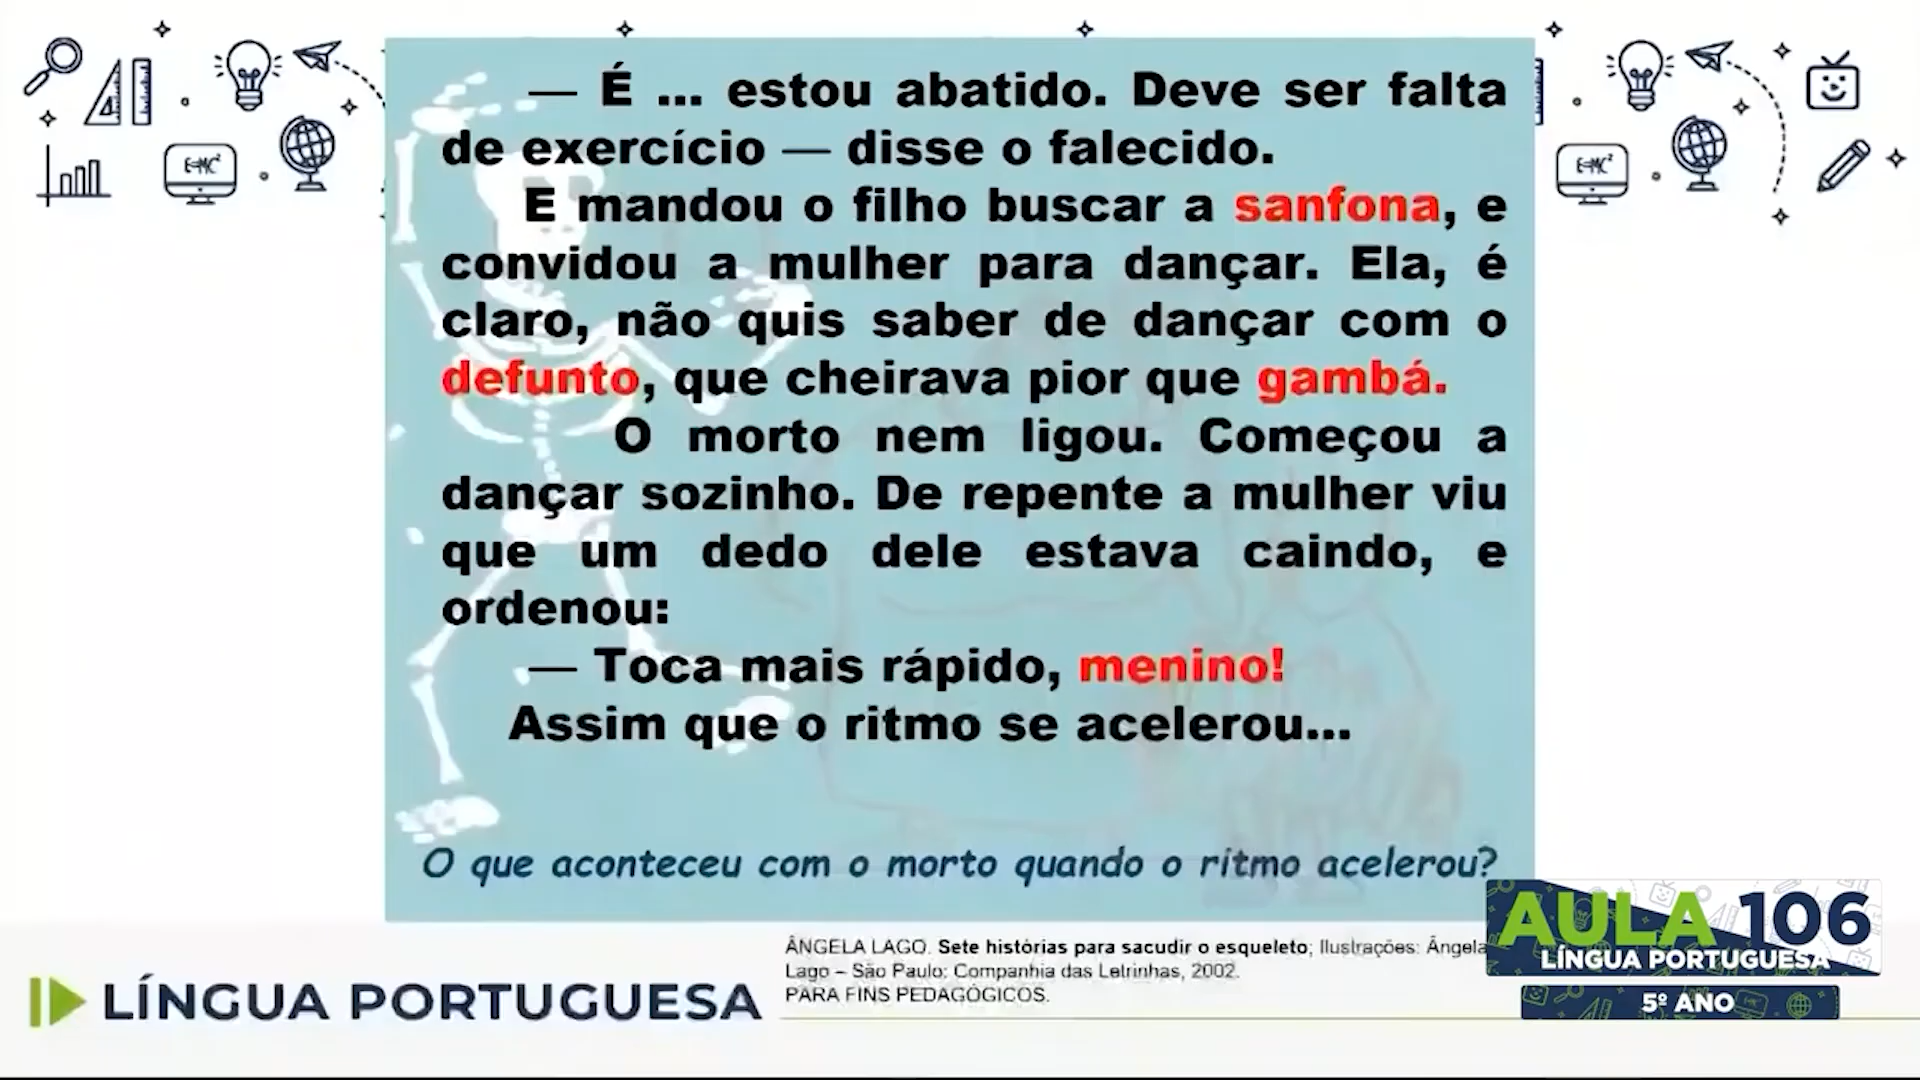 — É ... estou abatido. Deve ser falta
de exercício — disse o falecido.
E mandou o filho buscar a sanfona, e
convidou a mulher para dançar. Ela, é
claro, não quis saber de dançar com o
defunto, que cheirava pior que gambá.
O morto nem ligou. Começou a
dançar sozinho. De repente a mulher viu
que um dedo dele estava caindo, e
ordenou:
— Toca mais rápido, menino!
Assim que o ritmo se acelerou...
O que aconteceu com o morto quando o ritmo acelerou?
ÂNGELA LAGO. Sete histórias para sacudir o esqueleto; Ilustrações: Ângela
Lago – São Paulo: Companhia das Letrinhas, 2002.
PARA FINS PEDAGÓGICOS.
LÍNGUA PORTUGUESA
AULA 106
LÍNGUA PORTUGUESA
5º ANO
E=MC²
E=MC²